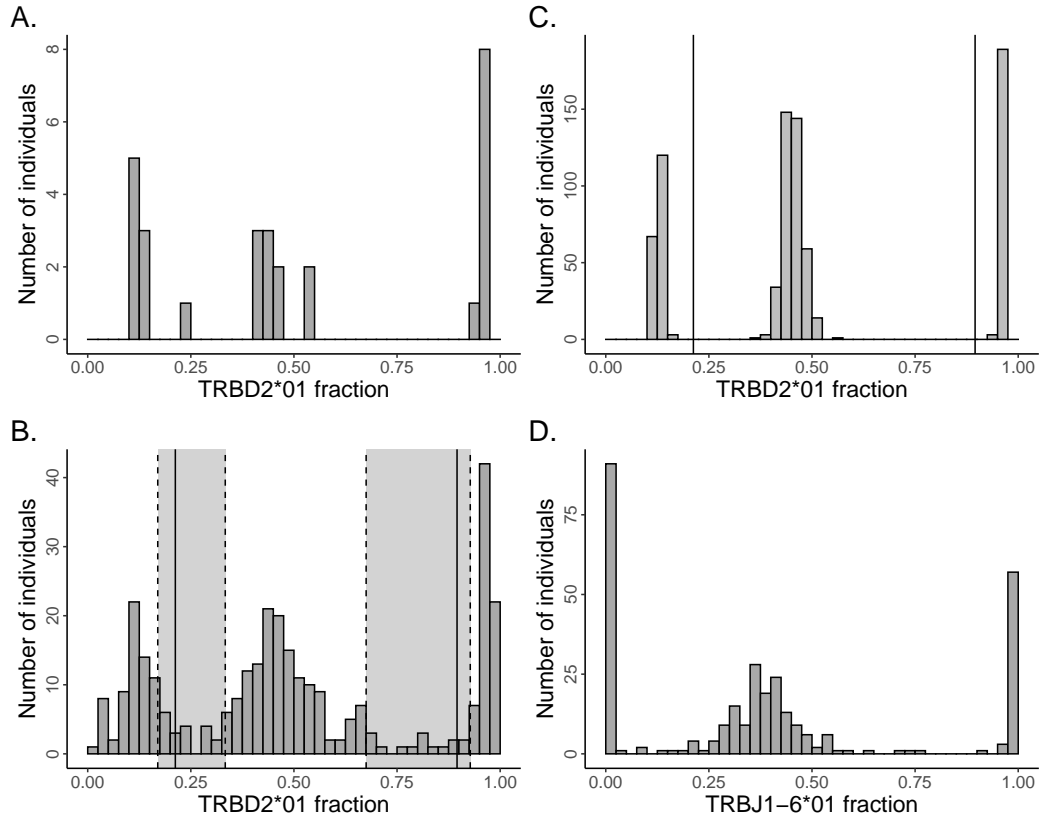 A.
8
6
4
2
0
Number of individuals
0.00 0.25 0.50 0.75 1.00
TRBD2*01 fraction
C.
150
100
50
0
Number of individuals
0.00 0.25 0.50 0.75 1.00
TRBD2*01 fraction
B.
40
30
20
10
0
Number of individuals
0.00 0.25 0.50 0.75 1.00
TRBD2*01 fraction
D.
75
50
25
0
Number of individuals
0.00 0.25 0.50 0.75 1.00
TRBJ1−6*01 fraction